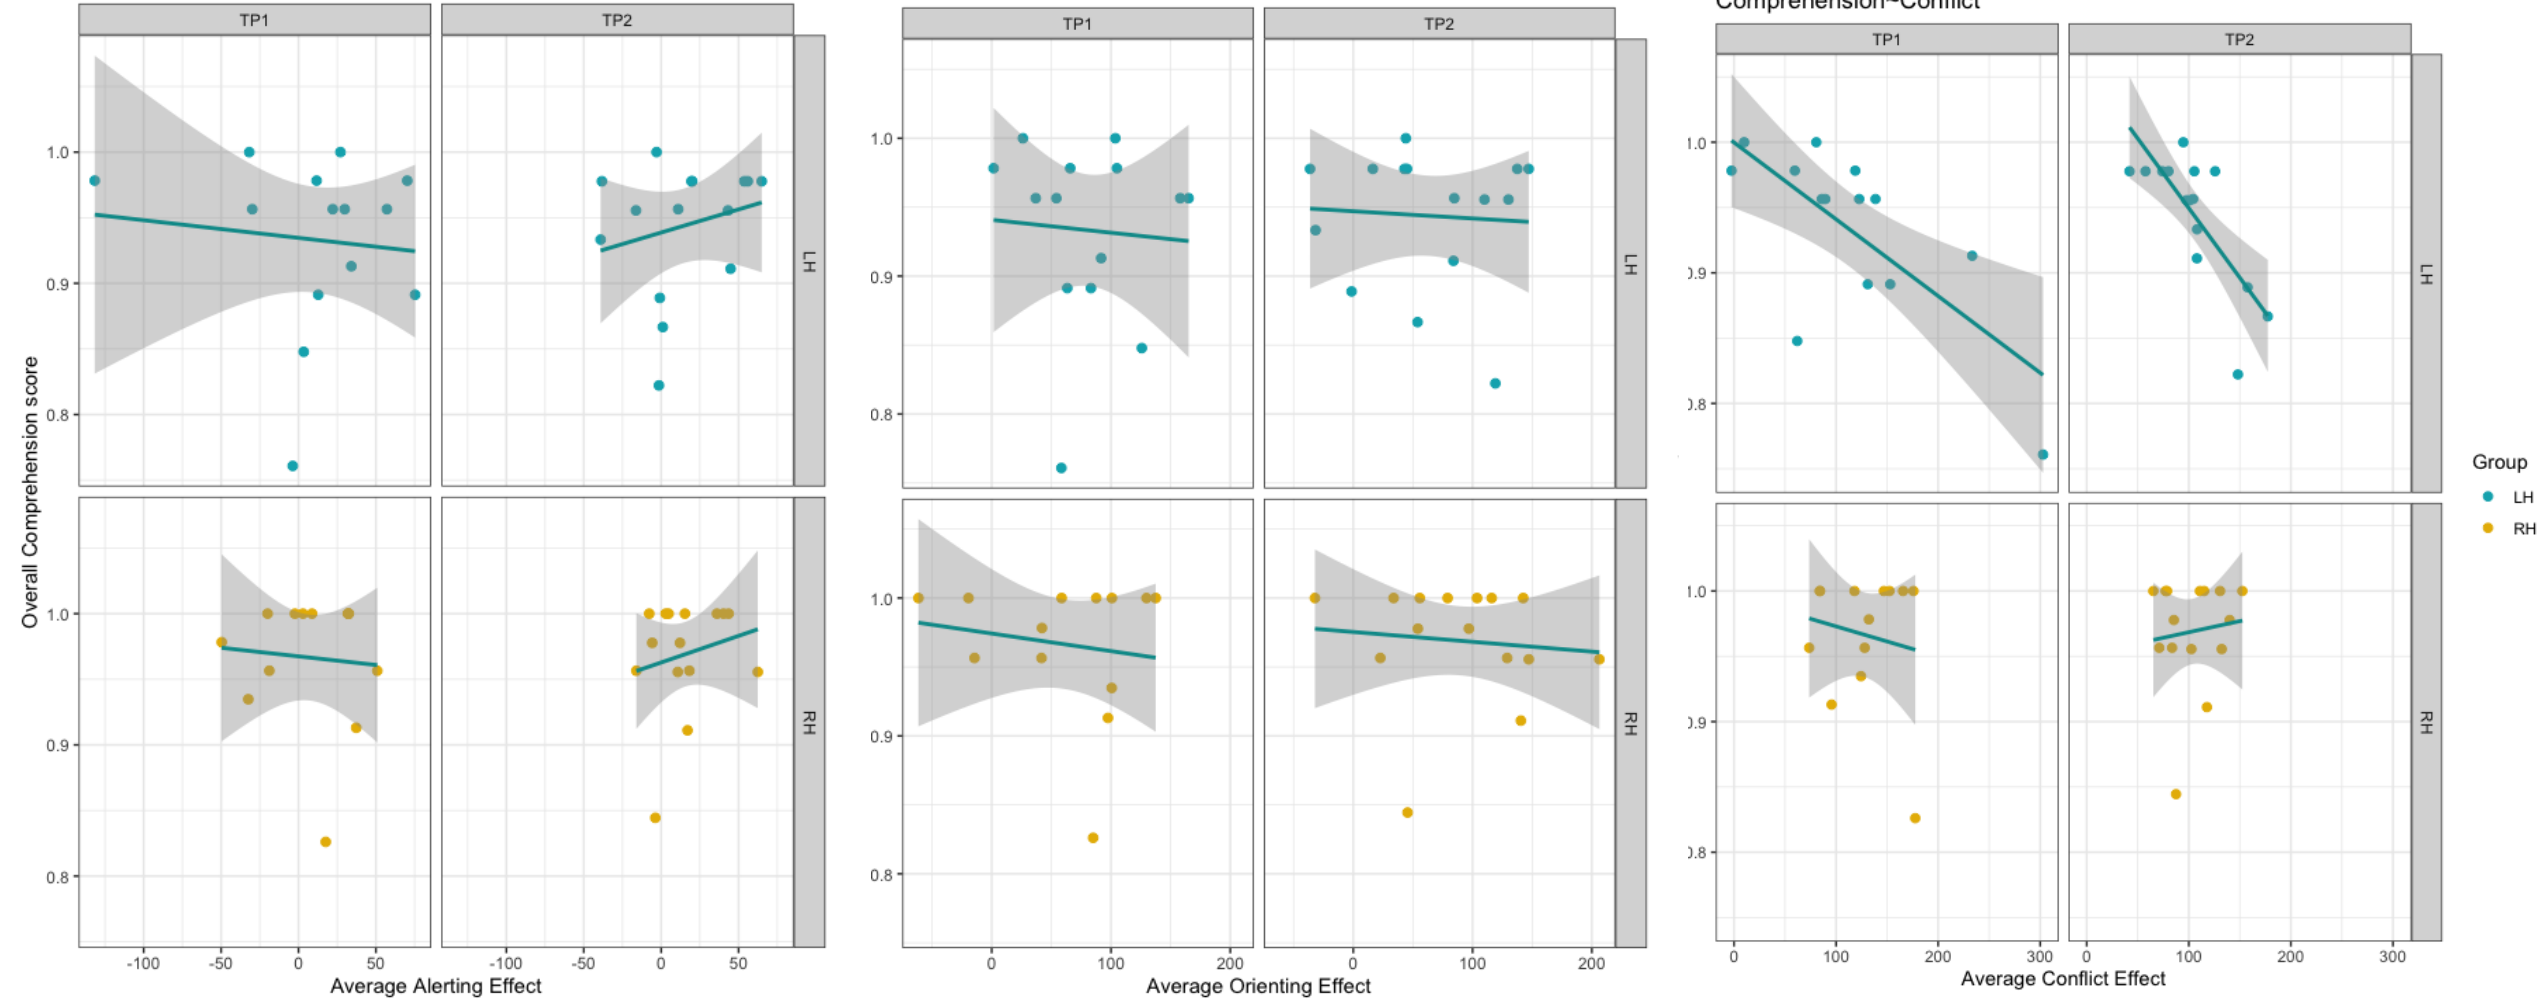 Comprehension~Conflict
TP1 TP2
TP1 TP2
TP1 TP2
Overall Comprehension score
1.0
0.9
0.8
1.0
0.9
0.8
LH
RH
-100 -50 0 50
-100 -50 0 50
Average Alerting Effect
1.0
0.9
0.8
1.0
0.9
0.8
LH
RH
0 100 200
0 100 200
Average Orienting Effect
1.0
0.9
0.8
1.0
0.9
0.8
LH
RH
0 100 200 300
0 100 200 300
Average Conflict Effect
Group
LH
RH